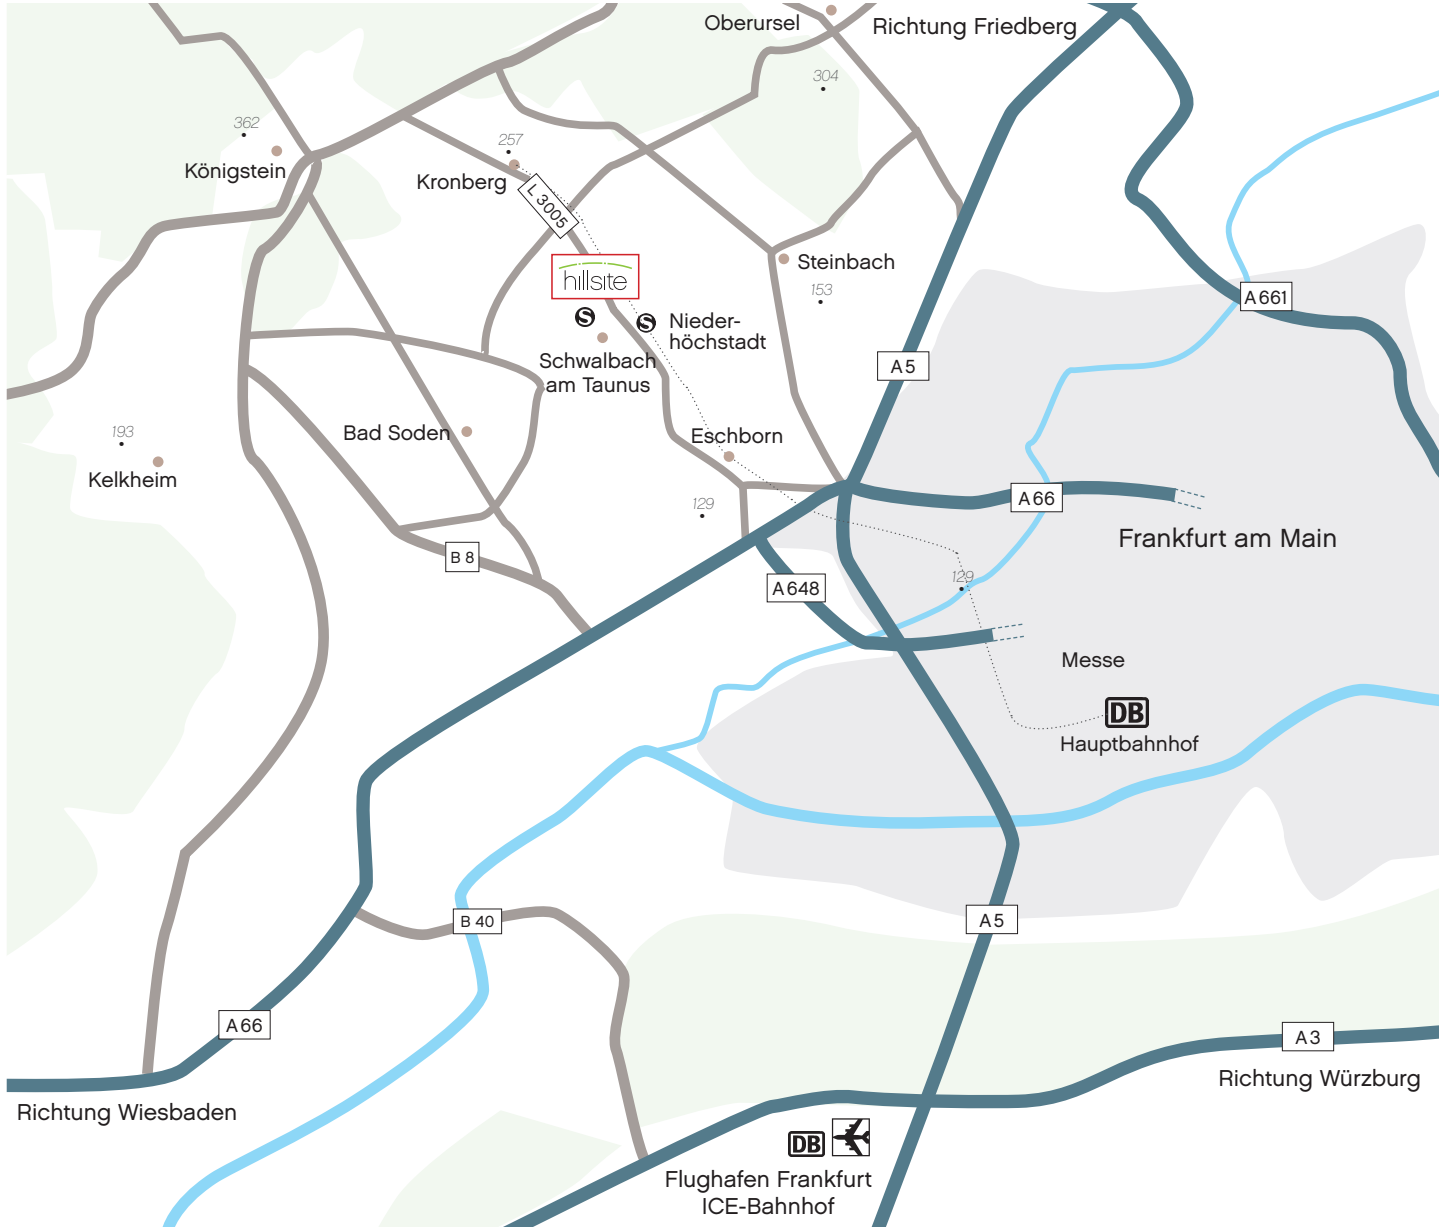 Oberursel
Richtung Friedberg
304
362
257
Königstein
Kronberg
L 3005
Steinbach
hillsite
153
A 661
S
S
Nieder-
höchstadt
Schwalbach
am Taunus
A 5
193
Bad Soden
Eschborn
Kelkheim
129
A 66
Frankfurt am Main
B 8
A 648
129
Messe
DB
Hauptbahnhof
B 40
A 5
A 66
A 3
Richtung Würzburg
Richtung Wiesbaden
DB
Flughafen Frankfurt
ICE-Bahnhof